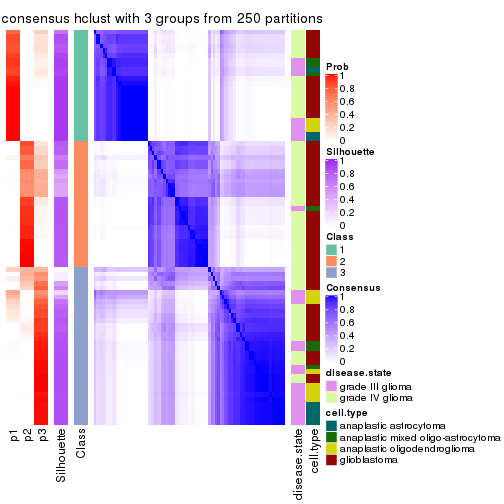 consensus hclust with 3 groups from 250 partitions
Prob
1
0.8
0.6
0.4
0.2
0
Silhouette
1
0.8
0.6
0.4
0.2
0
Class
1
2
3
Consensus
1
0.8
0.6
0.4
0.2
0
disease.state
grade III glioma
grade IV glioma
cell.type
anaplastic astrocytoma
anaplastic mixed oligo-astrocytoma
anaplastic oligodendroglioma
glioblastoma
p1
p2
p3
Silhouette
Class
disease.state
cell.type